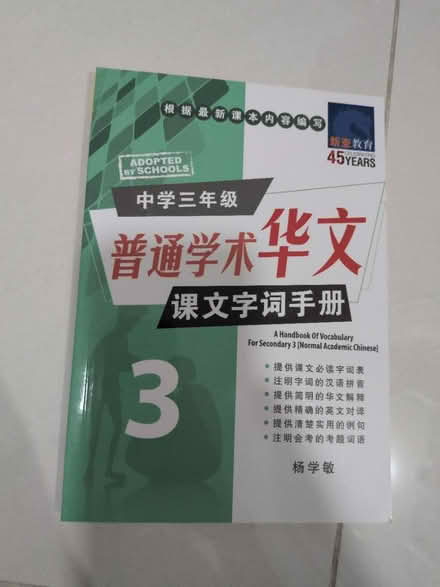 根据最新课本内容编写
新亚教育
CELEBRATING
45YEARS
ADOPTED
BY SCHOOLS
中学三年级
普通学术华文
课文字词手册
A Handbook Of Vocabulary
For Secondary 3 [Normal Academic Chinese]
3
• 提供课文必读字词表
• 注明字词的汉语拼音
• 提供简明的华文解释
• 提供精确的英文对译
• 提供清楚实用的例句
• 注明会考的考题词语
杨学敏